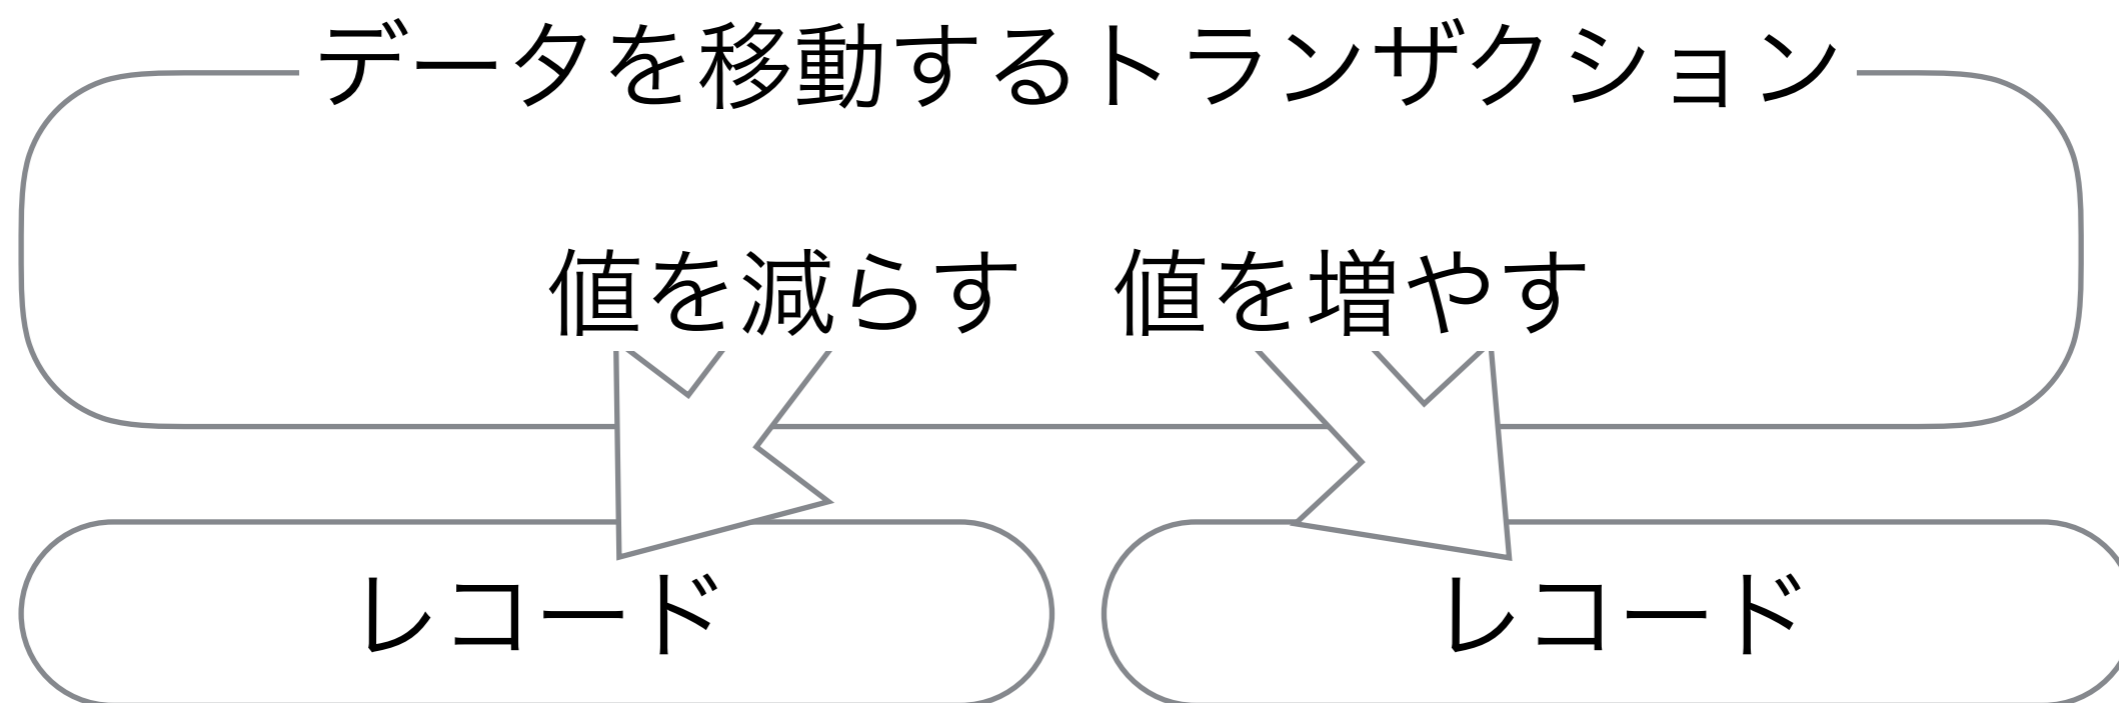 データを移動するトランザクション
値を減らす　値を増やす
レコード　レコード